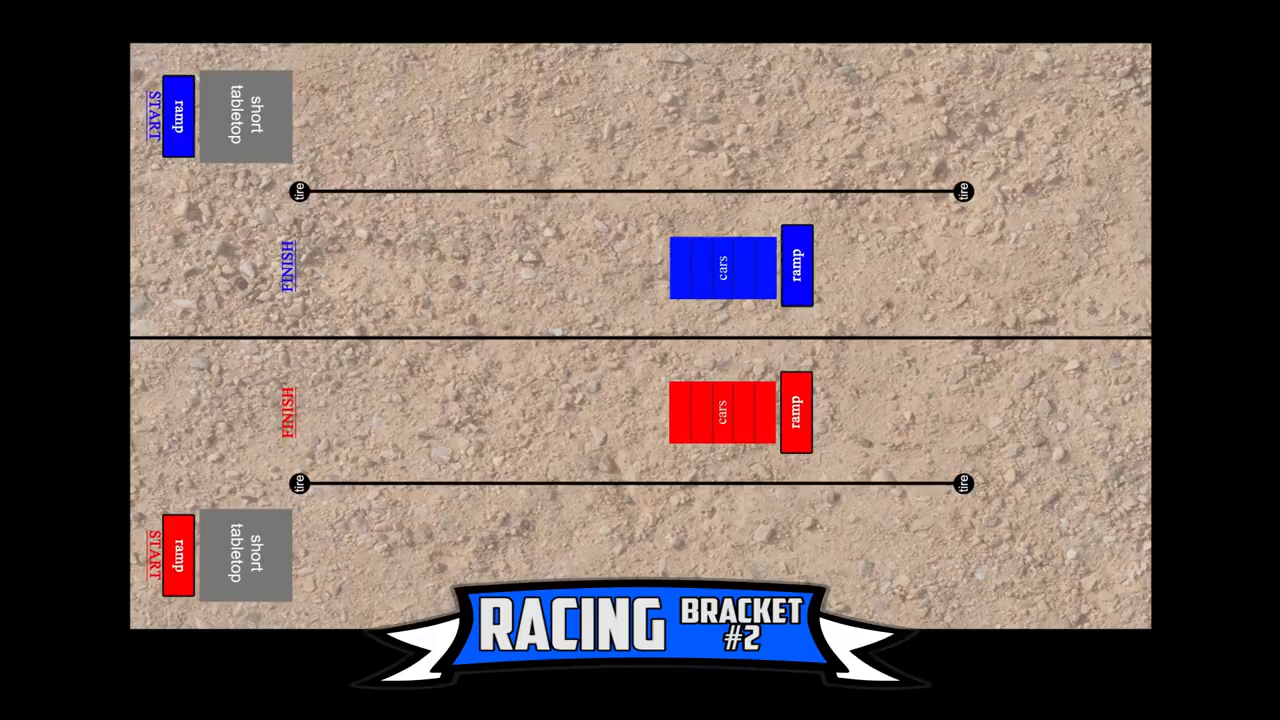 START
ramp
short
tabletop
tire
tire
FINISH
cars
ramp
FINISH
cars
ramp
tire
tire
START
ramp
short
tabletop
RACING
BRACKET
#2